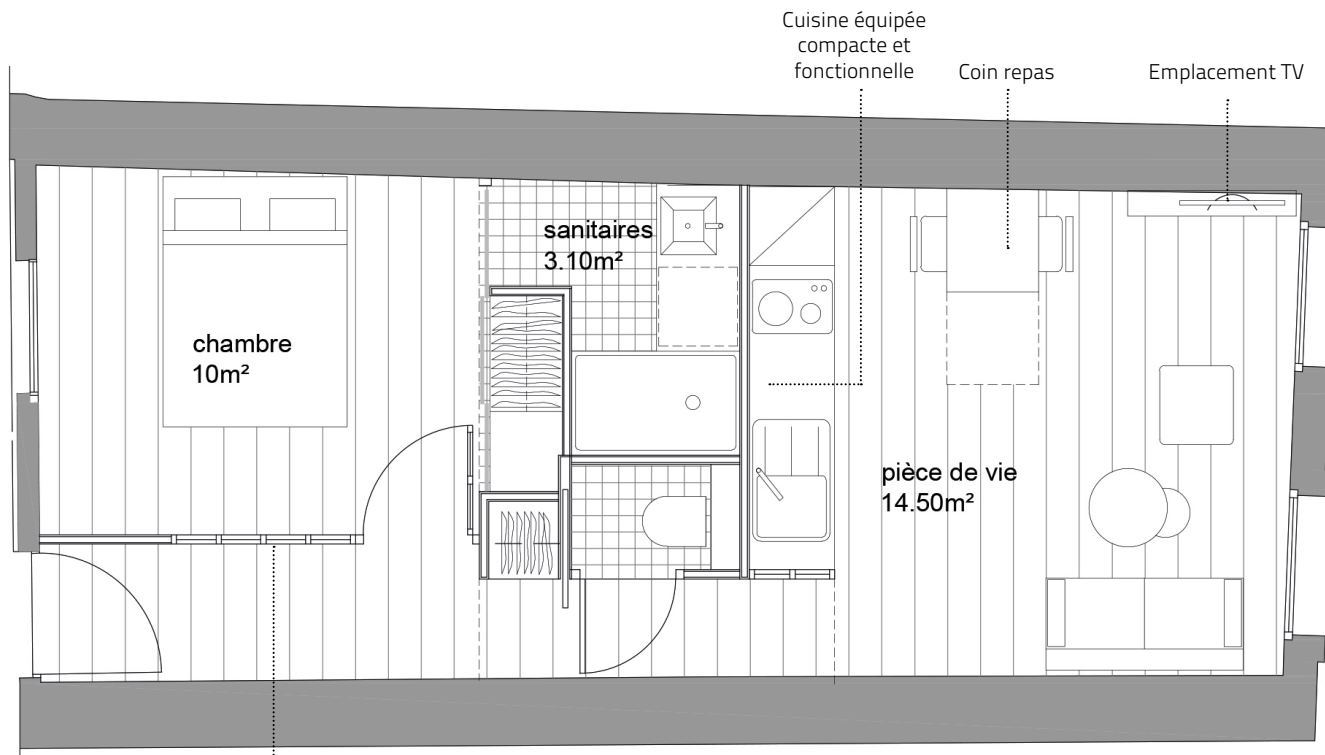 Cuisine équipée
compacte et
fonctionnelle
Coin repas
Emplacement TV
sanitaires
3.10m²
chambre
10m²
pièce de vie
14.50m²